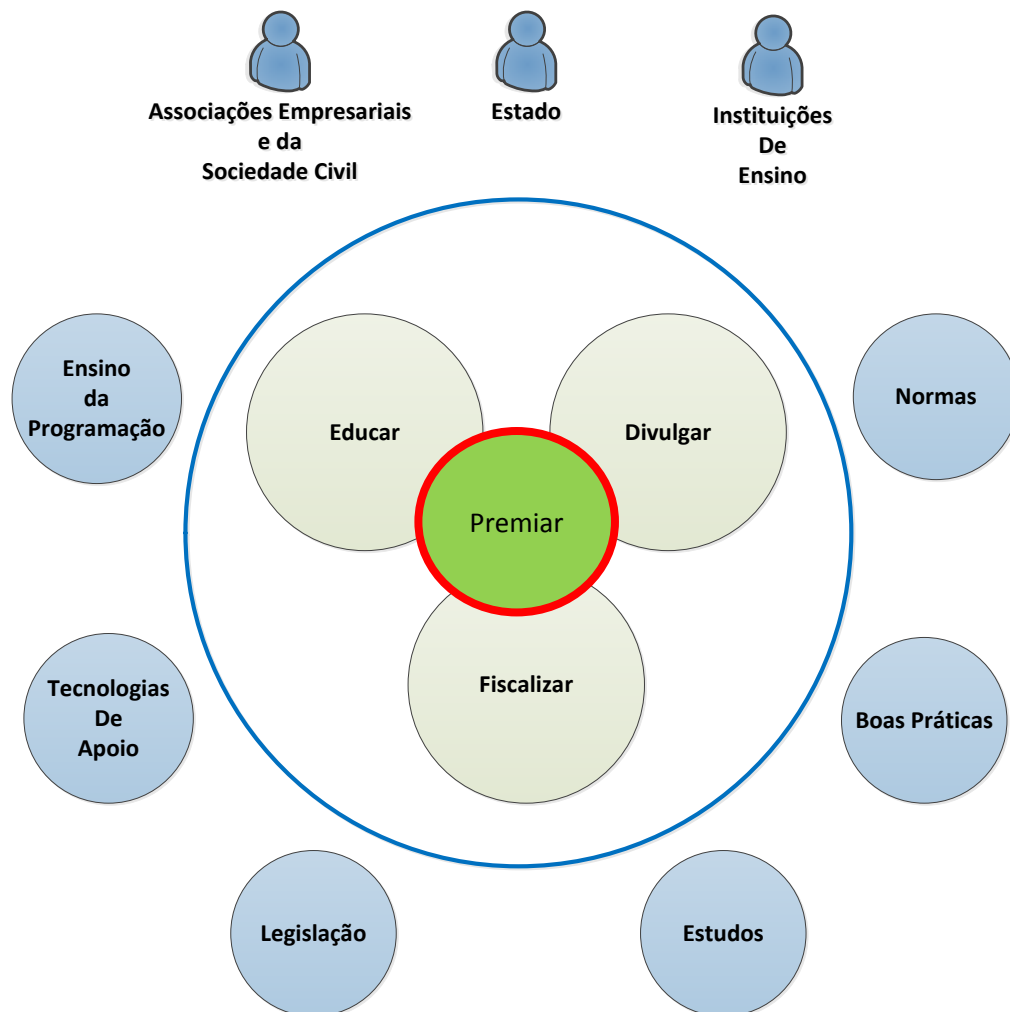 Associações Empresariais
e da
Sociedade Civil
Estado
Instituições
De
Ensino
Ensino
da
Programação
Educar
Divulgar
Normas
Premiar
Tecnologias
De
Apoio
Fiscalizar
Boas Práticas
Legislação
Estudos